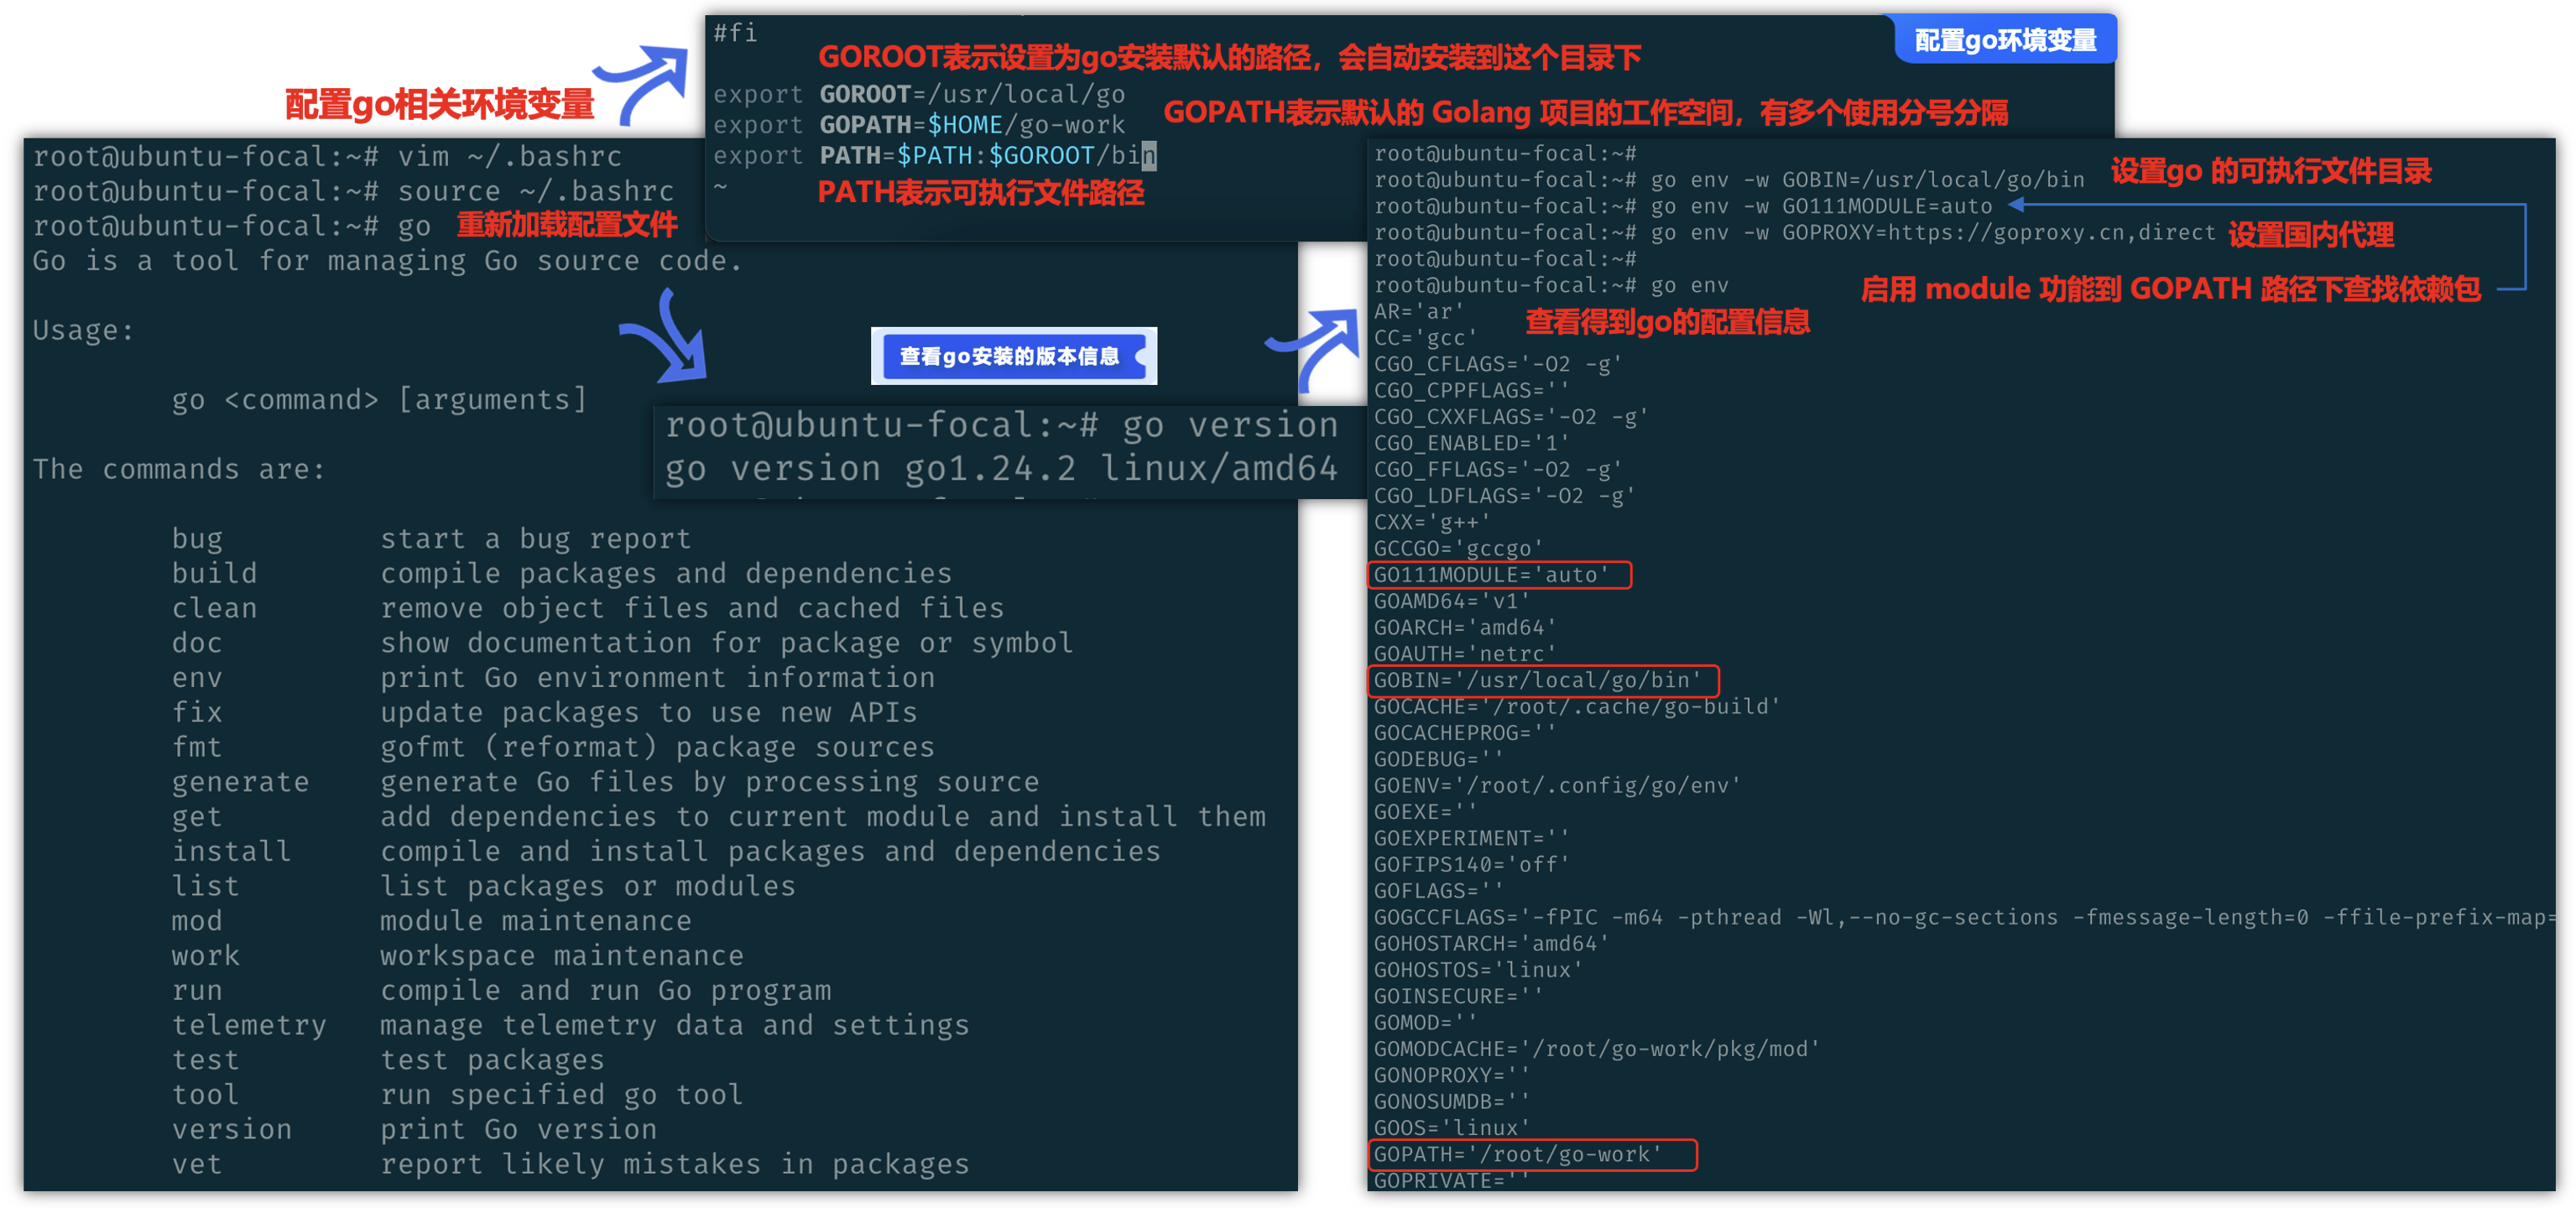 配置go相关环境变量
#fi
配置go环境变量
GOROOT表示设置为go安装默认的路径，会自动安装到这个目录下
export GOROOT=/usr/local/go
GOPATH表示默认的 Golang 项目的工作空间，有多个使用分号分隔
export GOPATH=$HOME/go-work
export PATH=$PATH:$GOROOT/bin
~
PATH表示可执行文件路径
root@ubuntu-focal:~# vim ~/.bashrc
root@ubuntu-focal:~# source ~/.bashrc
root@ubuntu-focal:~# go
重新加载配置文件
Go is a tool for managing Go source code.
Usage:
go <command> [arguments]
The commands are:
bug start a bug report
build compile packages and dependencies
clean remove object files and cached files
doc show documentation for package or symbol
env print Go environment information
fix update packages to use new APIs
fmt gofmt (reformat) package sources
generate generate Go files by processing source
get add dependencies to current module and install them
install compile and install packages and dependencies
list list packages or modules
mod module maintenance
work workspace maintenance
run compile and run Go program
telemetry manage telemetry data and settings
test test packages
tool run specified go tool
version print Go version
vet report likely mistakes in packages
查看go安装的版本信息
root@ubuntu-focal:~# go version
go version go1.24.2 linux/amd64
root@ubuntu-focal:~#
root@ubuntu-focal:~# go env -w GOBIN=/usr/local/go/bin
设置go 的可执行文件目录
root@ubuntu-focal:~# go env -w GO111MODULE=auto
root@ubuntu-focal:~# go env -w GOPROXY=https://goproxy.cn,direct
设置国内代理
root@ubuntu-focal:~#
root@ubuntu-focal:~# go env
启用 module 功能到 GOPATH 路径下查找依赖包
AR='ar'
查看得到go的配置信息
CC='gcc'
CGO_CFLAGS='-O2 -g'
CGO_CPPFLAGS=''
CGO_CXXFLAGS='-O2 -g'
CGO_ENABLED='1'
CGO_FFLAGS='-O2 -g'
CGO_LDFLAGS='-O2 -g'
CXX='g++'
GCCGO='gccgo'
GO111MODULE='auto'
GOAMD64='v1'
GOARCH='amd64'
GOAUTH='netrc'
GOBIN='/usr/local/go/bin'
GOCACHE='/root/.cache/go-build'
GOCACHEPROG=''
GODEBUG=''
GOENV='/root/.config/go/env'
GOEXE=''
GOEXPERIMENT=''
GOFIPS140='off'
GOFLAGS=''
GOGCCFLAGS='-fPIC -m64 -pthread -Wl,--no-gc-sections -fmessage-length=0 -ffile-prefix-map=
GOHOSTARCH='amd64'
GOHOSTOS='linux'
GOINSECURE=''
GOMOD=''
GOMODCACHE='/root/go-work/pkg/mod'
GONOPROXY=''
GONOSUMDB=''
GOOS='linux'
GOPATH='/root/go-work'
GOPRIVATE=''